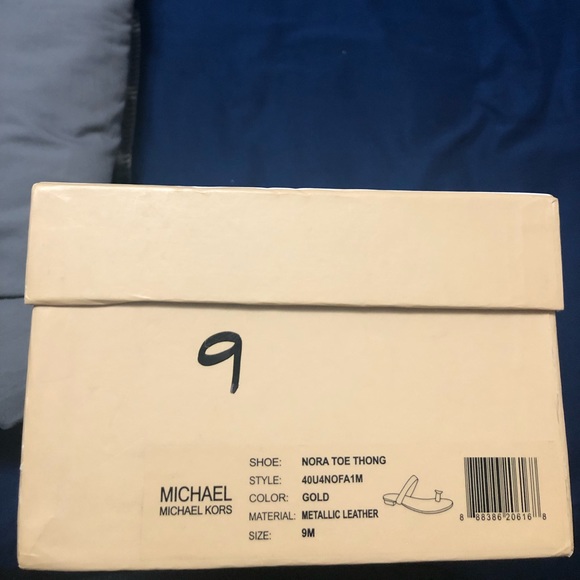 9
MICHAEL
MICHAEL KORS
SHOE: NORA TOE THONG
STYLE: 40U4NOFA1M
COLOR: GOLD
MATERIAL: METALLIC LEATHER
SIZE: 9M
8 88386 20616 8